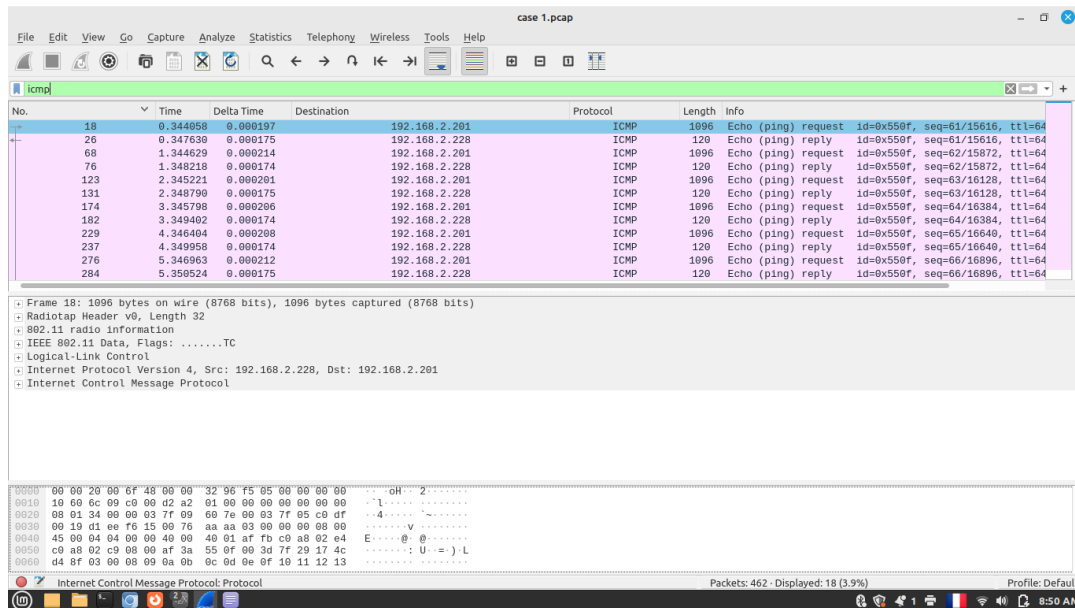 case 1.pcap
File Edit View Go Capture Analyze Statistics Telephony Wireless Tools Help
icmp
No. Time Delta Time Destination Protocol Length Info
18 0.344058 0.000197 192.168.2.201 ICMP 1096 Echo (ping) request id=0x550f, seq=61/15616, ttl=64
26 0.347630 0.000175 192.168.2.228 ICMP 120 Echo (ping) reply id=0x550f, seq=61/15616, ttl=64
68 1.344629 0.000214 192.168.2.201 ICMP 1096 Echo (ping) request id=0x550f, seq=62/15872, ttl=64
76 1.348218 0.000174 192.168.2.228 ICMP 120 Echo (ping) reply id=0x550f, seq=62/15872, ttl=64
123 2.345221 0.000201 192.168.2.201 ICMP 1096 Echo (ping) request id=0x550f, seq=63/16128, ttl=64
131 2.348790 0.000175 192.168.2.228 ICMP 120 Echo (ping) reply id=0x550f, seq=63/16128, ttl=64
174 3.345798 0.000206 192.168.2.201 ICMP 1096 Echo (ping) request id=0x550f, seq=64/16384, ttl=64
182 3.349402 0.000174 192.168.2.228 ICMP 120 Echo (ping) reply id=0x550f, seq=64/16384, ttl=64
229 4.346404 0.000208 192.168.2.201 ICMP 1096 Echo (ping) request id=0x550f, seq=65/16640, ttl=64
237 4.349958 0.000174 192.168.2.228 ICMP 120 Echo (ping) reply id=0x550f, seq=65/16640, ttl=64
276 5.346963 0.000212 192.168.2.201 ICMP 1096 Echo (ping) request id=0x550f, seq=66/16896, ttl=64
284 5.350524 0.000175 192.168.2.228 ICMP 120 Echo (ping) reply id=0x550f, seq=66/16896, ttl=64
Frame 18: 1096 bytes on wire (8768 bits), 1096 bytes captured (8768 bits)
Radiotap Header v0, Length 32
802.11 radio information
IEEE 802.11 Data, Flags: .......TC
Logical-Link Control
Internet Protocol Version 4, Src: 192.168.2.228, Dst: 192.168.2.201
Internet Control Message Protocol
0000 00 00 20 00 6f 48 00 00 32 96 f5 05 00 00 00 00 ·· ·oH·· 2·······
0010 10 60 6c 09 c0 00 d2 a2 01 00 00 00 00 00 00 00 ·`l····· ········
0020 08 01 34 00 00 03 7f 09 60 7e 00 03 7f 05 c0 df ··4····· `~······
0030 00 19 d1 ee f6 15 00 76 aa aa 03 00 00 00 08 00 ·······v ········
0040 45 00 04 04 00 00 40 00 40 01 af fb c0 a8 02 e4 E·····@· @·······
0050 c0 a8 02 c9 08 00 af 3a 55 0f 00 3d 7f 29 17 4c ·······: U··=·)·L
0060 d4 8f 03 00 08 09 0a 0b 0c 0d 0e 0f 10 11 12 13 ········ ········
Internet Control Message Protocol: Protocol Packets: 462 · Displayed: 18 (3.9%) Profile: Defaul
2 1 8:50 AM